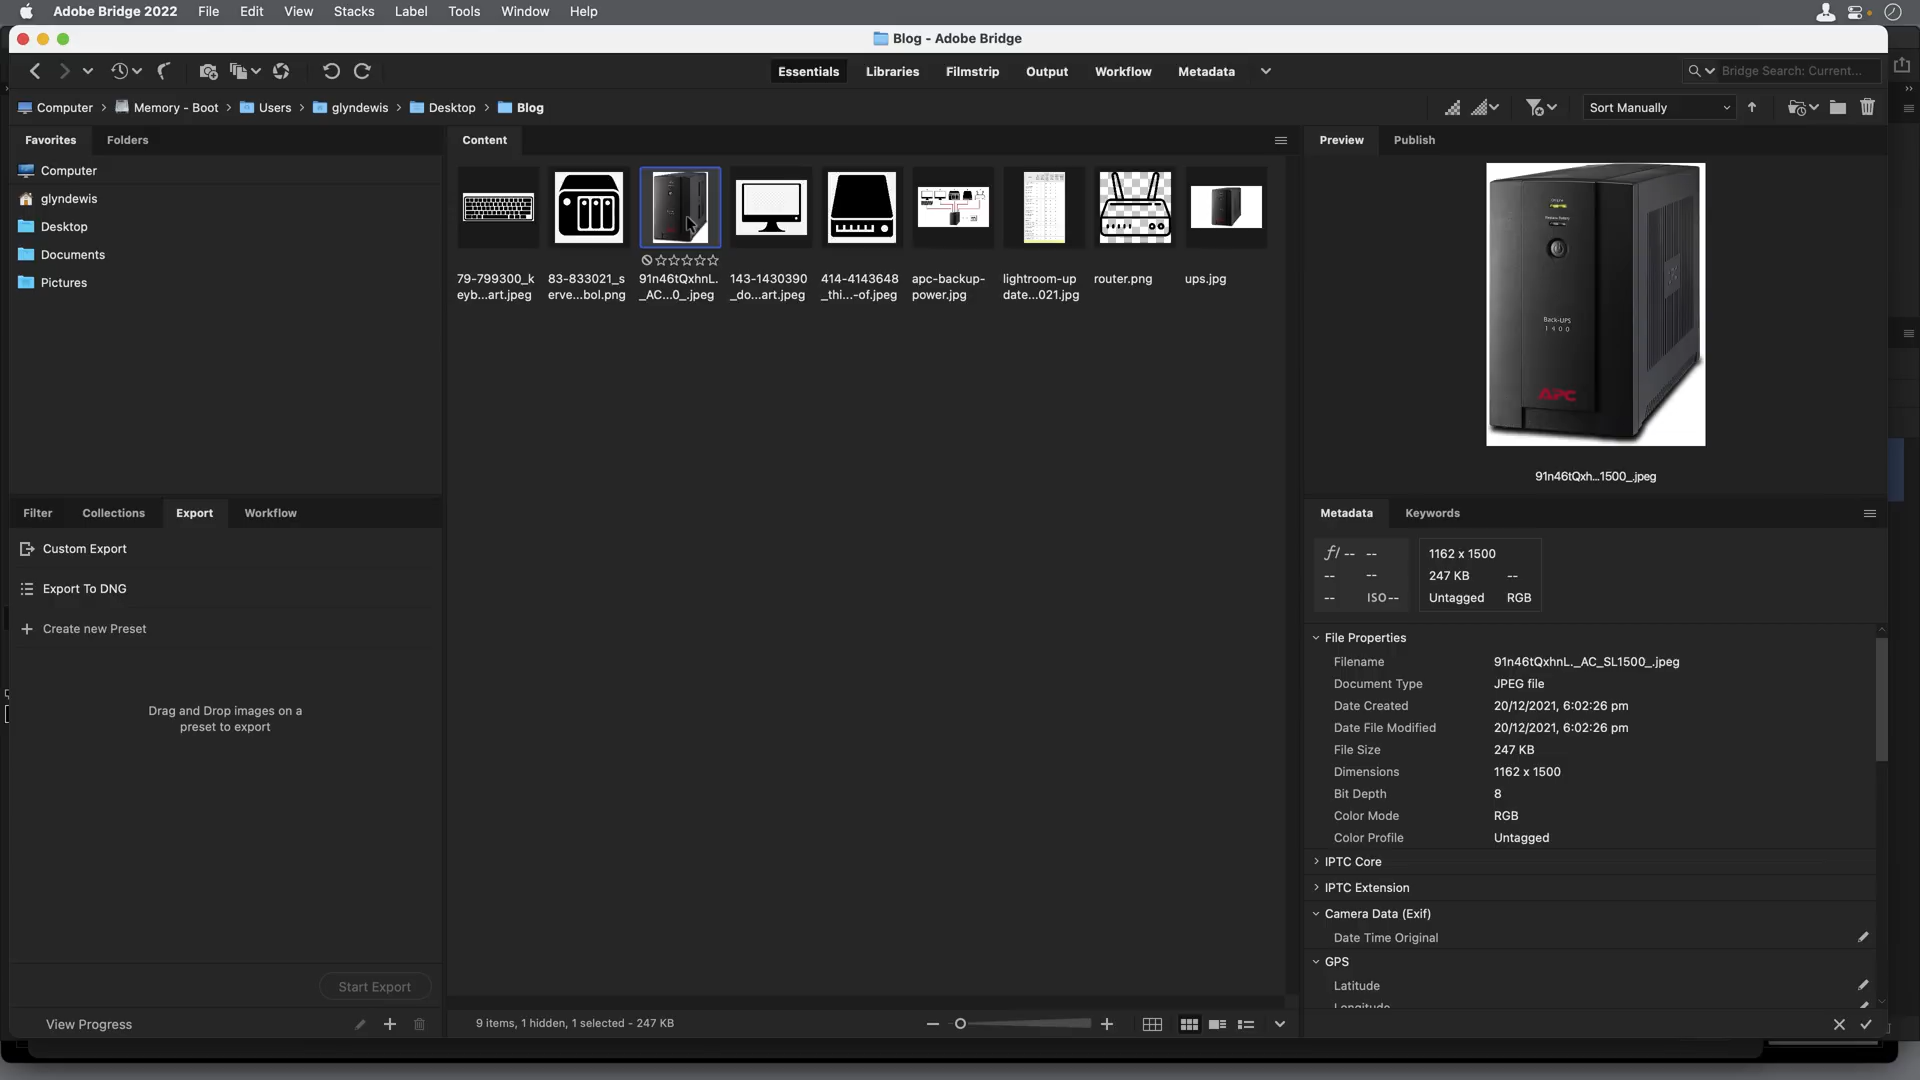 Adobe Bridge 2022 File Edit View Stacks Label Tools Window Help
Blog - Adobe Bridge
Essentials Libraries Filmstrip Output Workflow Metadata
Bridge Search: Current...
Computer Memory - Boot Users glyndewis Desktop Blog
Sort Manually
Favorites Folders
Computer
glyndewis
Desktop
Documents
Pictures
Content
79-799300_k
eyb...art.jpeg
83-833021_s
erve...bol.png
91n46tQxhnL.
_AC...0_.jpeg
143-1430390
_do...art.jpeg
414-4143648
_thi...-of.jpeg
apc-backup-
power.jpg
lightroom-up
date...021.jpg
router.png
ups.jpg
Preview Publish
Back-UPS
1400
APC
91n46tQxh...1500_.jpeg
Filter Collections Export Workflow
Custom Export
Export To DNG
Create new Preset
Drag and Drop images on a
preset to export
Start Export
View Progress
9 items, 1 hidden, 1 selected - 247 KB
Metadata Keywords
f/ -- --
-- --
-- ISO--
1162 x 1500
247 KB --
Untagged RGB
File Properties
Filename 91n46tQxhnL._AC_SL1500_.jpeg
Document Type JPEG file
Date Created 20/12/2021, 6:02:26 pm
Date File Modified 20/12/2021, 6:02:26 pm
File Size 247 KB
Dimensions 1162 x 1500
Bit Depth 8
Color Mode RGB
Color Profile Untagged
IPTC Core
IPTC Extension
Camera Data (Exif)
Date Time Original
GPS
Latitude
Longitude